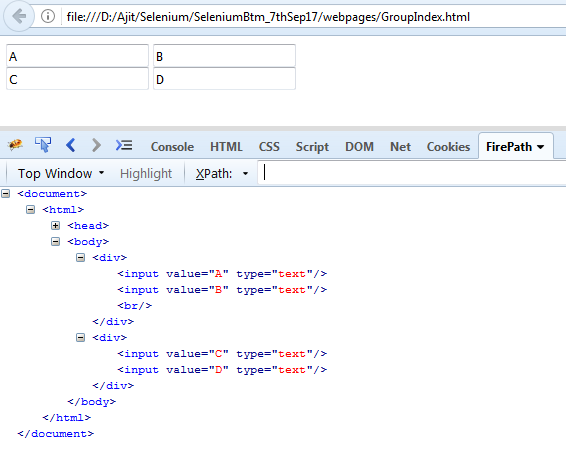 file:///D:/Ajit/Selenium/SeleniumBtm_7thSep17/webpages/GroupIndex.html
A B
C D
Console HTML CSS Script DOM Net Cookies FirePath
Top Window Highlight XPath:
<document>
<html>
<head>
<body>
<div>
<input value="A" type="text"/>
<input value="B" type="text"/>
<br/>
</div>
<div>
<input value="C" type="text"/>
<input value="D" type="text"/>
</div>
</body>
</html>
</document>